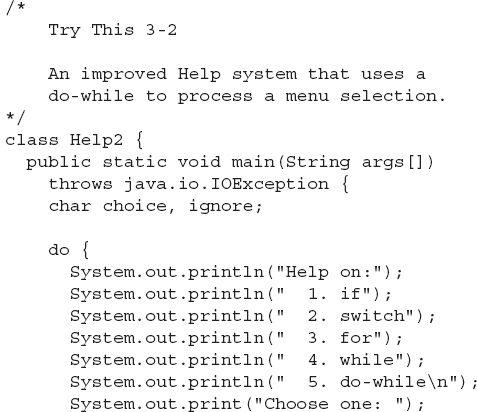 /*
    Try This 3-2

    An improved Help system that uses a
    do-while to process a menu selection.
*/
class Help2 {
  public static void main(String args[])
    throws java.io.IOException {
    char choice, ignore;

    do {
      System.out.println("Help on:");
      System.out.println("  1. if");
      System.out.println("  2. switch");
      System.out.println("  3. for");
      System.out.println("  4. while");
      System.out.println("  5. do-while\n");
      System.out.print("Choose one: ");